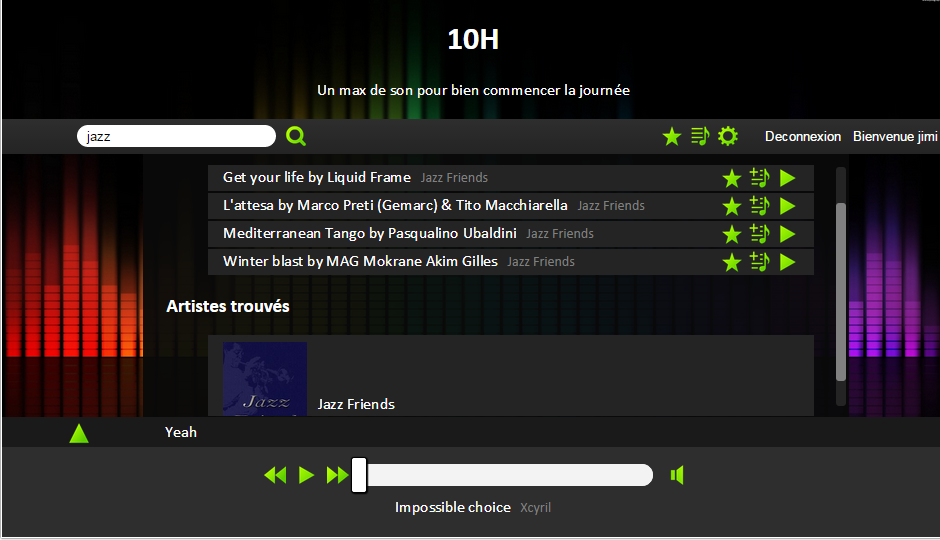 10H
Un max de son pour bien commencer la journée
jazz Deconnexion Bienvenue jimi
Get your life by Liquid Frame Jazz Friends
L'attesa by Marco Preti (Gemarc) & Tito Macchiarella Jazz Friends
Mediterranean Tango by Pasqualino Ubaldini Jazz Friends
Winter blast by MAG Mokrane Akim Gilles Jazz Friends
Artistes trouvés
Jazz
Jazz Friends
Yeah
Impossible choice Xcyril